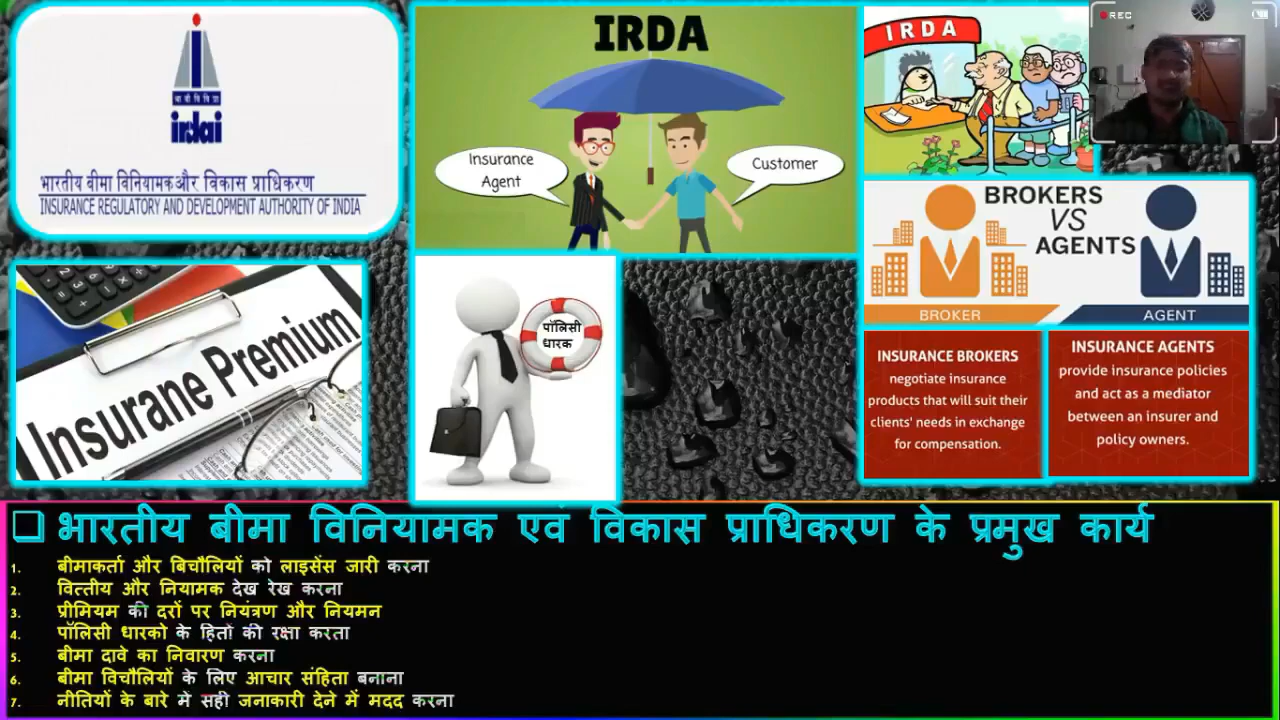 भा बी वि वि प्रा
irdai
भारतीय बीमा विनियामक और विकास प्राधिकरण
INSURANCE REGULATORY AND DEVELOPMENT AUTHORITY OF INDIA
IRDA
Insurance
Agent
Customer
IRDA
REC
BROKERS
VS
AGENTS
BROKER
AGENT
INSURANCE BROKERS
negotiate insurance
products that will suit their
clients' needs in exchange
for compensation.
INSURANCE AGENTS
provide insurance policies
and act as a mediator
between an insurer and
policy owners.
Insurane Premium
पॉलिसी
धारक
❑ भारतीय बीमा विनियामक एवं विकास प्राधिकरण के प्रमुख कार्य
1. बीमाकर्ता और बिचौलियों को लाइसेंस जारी करना
2. वित्तीय और नियामक देख रेख करना
3. प्रीमियम की दरों पर नियंत्रण और नियमन
4. पॉलिसी धारको के हितों की रक्षा करता
5. बीमा दावे का निवारण करना
6. बीमा विचौलियों के लिए आचार संहिता बनाना
7. नीतियों के बारे में सही जनाकारी देने में मदद करना